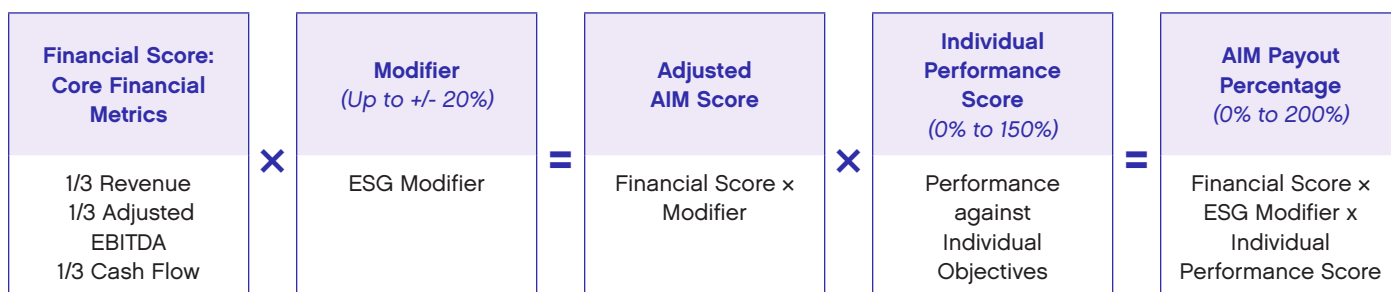 Financial Score:
Core Financial
Metrics
1/3 Revenue
1/3 Adjusted
EBITDA
1/3 Cash Flow
×
Modifier
(Up to +/- 20%)
ESG Modifier
=
Adjusted
AIM Score
Financial Score ×
Modifier
×
Individual
Performance
Score
(0% to 150%)
Performance
against
Individual
Objectives
=
AIM Payout
Percentage
(0% to 200%)
Financial Score ×
ESG Modifier x
Individual
Performance Score